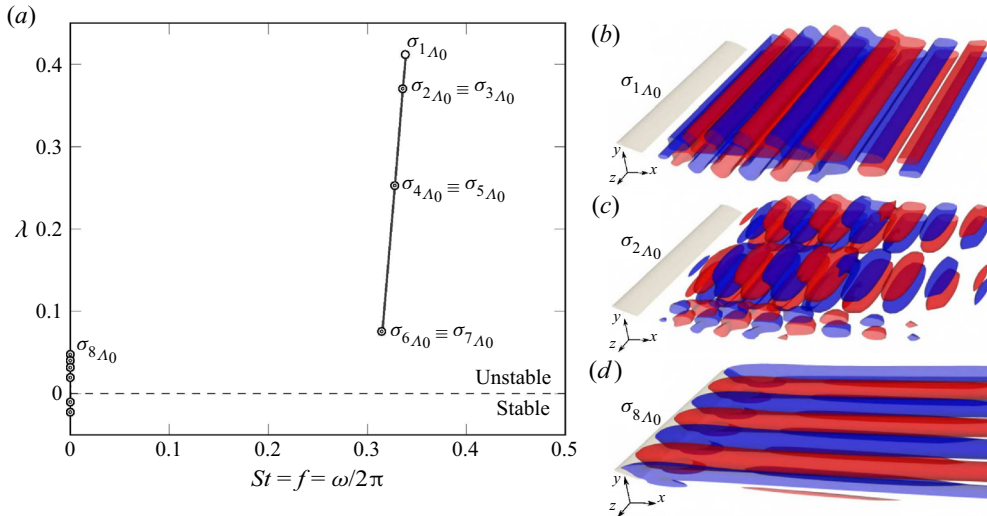 (a)
0.4
0.3
0.2
0.1
0
λ
σ1Λ0
σ2Λ0 ≡ σ3Λ0
σ4Λ0 ≡ σ5Λ0
σ6Λ0 ≡ σ7Λ0
σ8Λ0
Unstable
Stable
0 0.1 0.2 0.3 0.4 0.5
St = f = ω/2π
(b)
σ1Λ0
y
z x
(c)
σ2Λ0
y
z x
(d)
σ8Λ0
y
z x